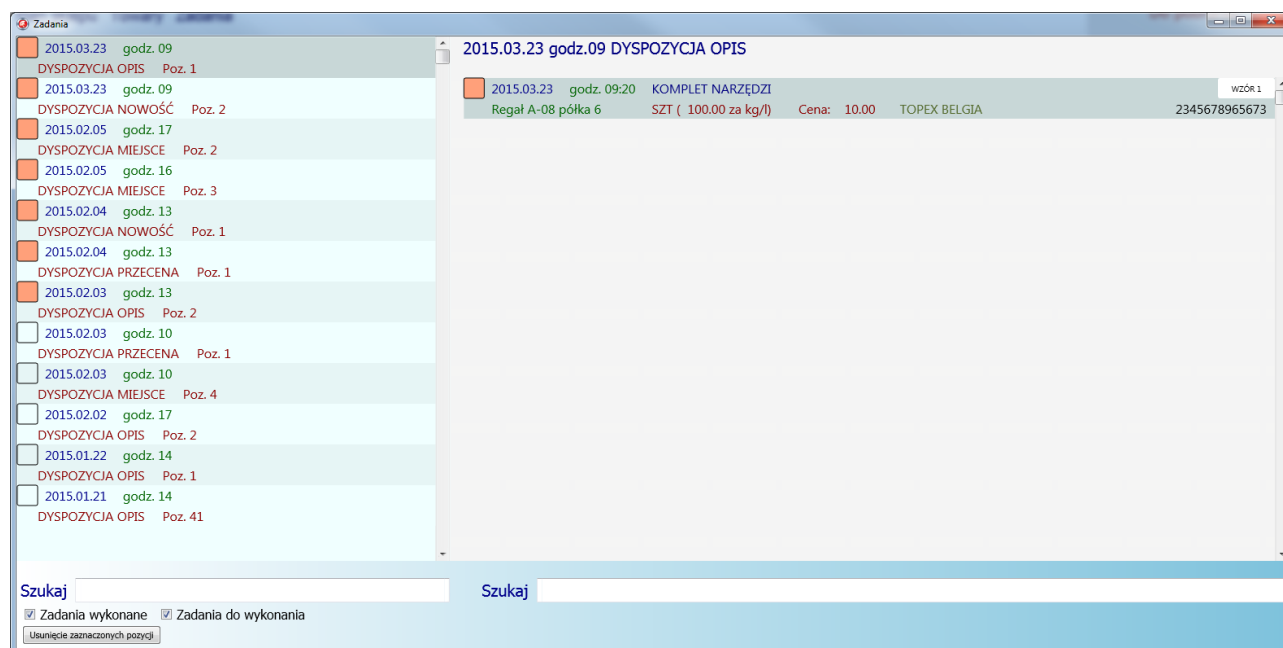 Zadania
2015.03.23 godz. 09
DYSPOZYCJA OPIS Poz. 1
2015.03.23 godz. 09
DYSPOZYCJA NOWOŚĆ Poz. 2
2015.02.05 godz. 17
DYSPOZYCJA MIEJSCE Poz. 2
2015.02.05 godz. 16
DYSPOZYCJA MIEJSCE Poz. 3
2015.02.04 godz. 13
DYSPOZYCJA NOWOŚĆ Poz. 1
2015.02.04 godz. 13
DYSPOZYCJA PRZECENA Poz. 1
2015.02.03 godz. 13
DYSPOZYCJA OPIS Poz. 2
2015.02.03 godz. 10
DYSPOZYCJA PRZECENA Poz. 1
2015.02.03 godz. 10
DYSPOZYCJA MIEJSCE Poz. 4
2015.02.02 godz. 17
DYSPOZYCJA OPIS Poz. 2
2015.01.22 godz. 14
DYSPOZYCJA OPIS Poz. 1
2015.01.21 godz. 14
DYSPOZYCJA OPIS Poz. 41
Szukaj
Zadania wykonane Zadania do wykonania
Usunięcie zaznaczonych pozycji
2015.03.23 godz.09 DYSPOZYCJA OPIS
2015.03.23 godz. 09:20 KOMPLET NARZĘDZI WZÓR 1
Regał A-08 półka 6 SZT ( 100.00 za kg/l) Cena: 10.00 TOPEX BELGIA 2345678965673
Szukaj